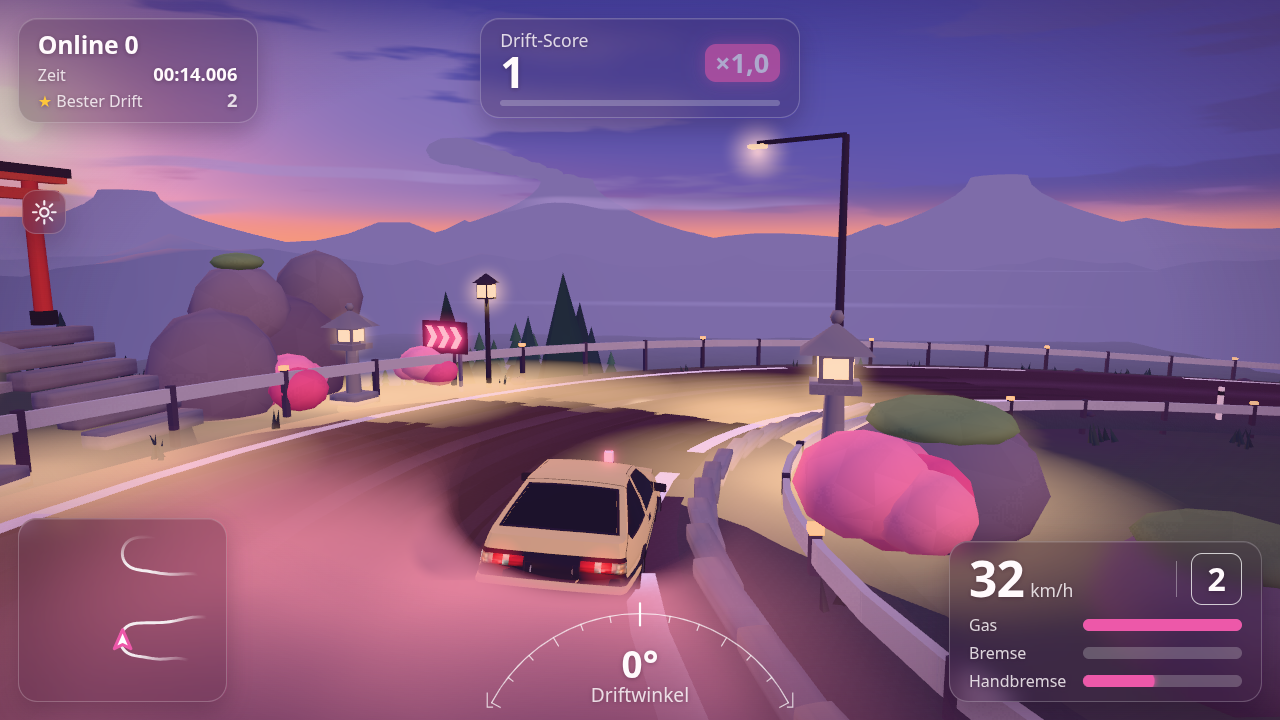 Online 0
Zeit 00:14.006
★ Bester Drift 2
Drift-Score
1
×1,0
0°
Driftwinkel
32 km/h
2
Gas
Bremse
Handbremse